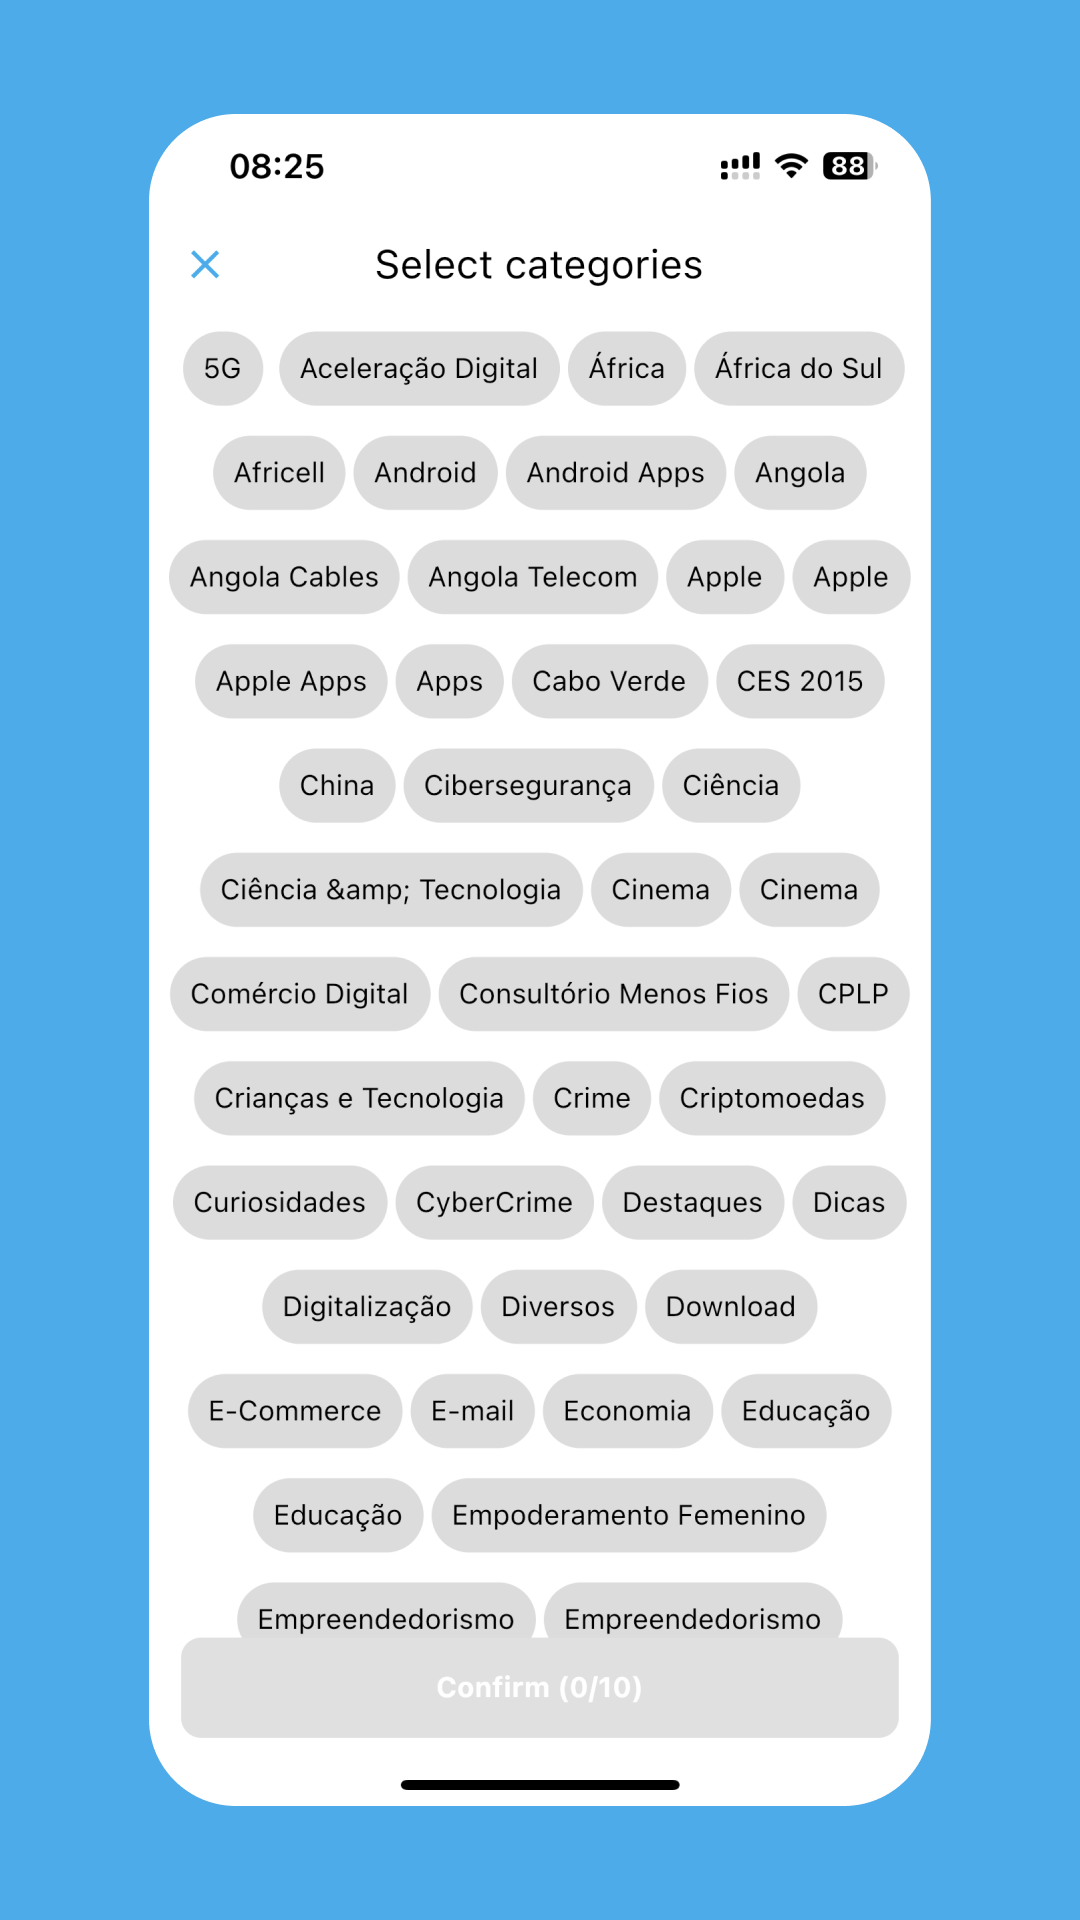 08:25 88
Select categories
5G Aceleração Digital África África do Sul
Africell Android Android Apps Angola
Angola Cables Angola Telecom Apple Apple
Apple Apps Apps Cabo Verde CES 2015
China Cibersegurança Ciência
Ciência &amp; Tecnologia Cinema Cinema
Comércio Digital Consultório Menos Fios CPLP
Crianças e Tecnologia Crime Criptomoedas
Curiosidades CyberCrime Destaques Dicas
Digitalização Diversos Download
E-Commerce E-mail Economia Educação
Educação Empoderamento Femenino
Empreendedorismo Empreendedorismo
Confirm (0/10)